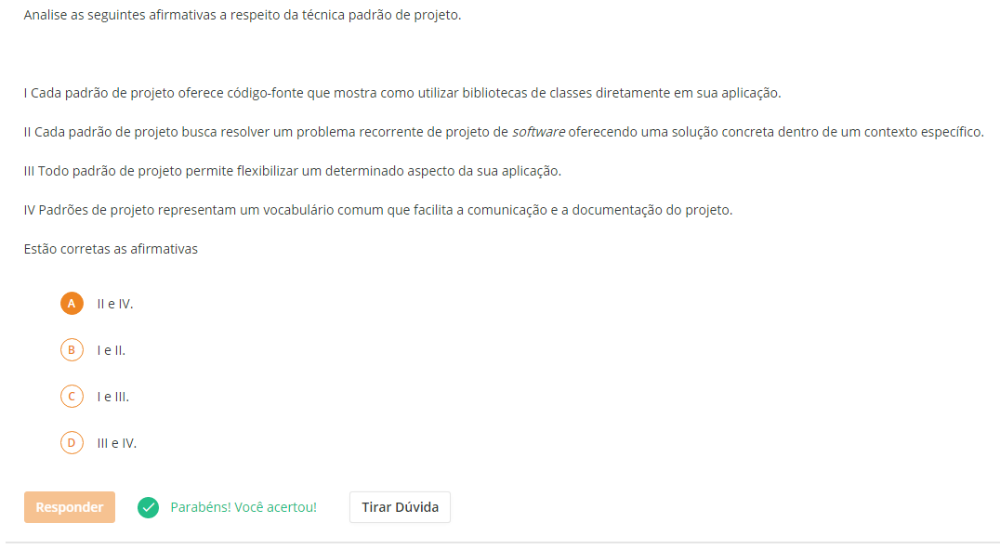 Analise as seguintes afirmativas a respeito da técnica padrão de projeto.
I Cada padrão de projeto oferece código-fonte que mostra como utilizar bibliotecas de classes diretamente em sua aplicação.
II Cada padrão de projeto busca resolver um problema recorrente de projeto de software oferecendo uma solução concreta dentro de um contexto específico.
III Todo padrão de projeto permite flexibilizar um determinado aspecto da sua aplicação.
IV Padrões de projeto representam um vocabulário comum que facilita a comunicação e a documentação do projeto.
Estão corretas as afirmativas
A II e IV.
B I e II.
C I e III.
D III e IV.
Responder Parabéns! Você acertou! Tirar Dúvida